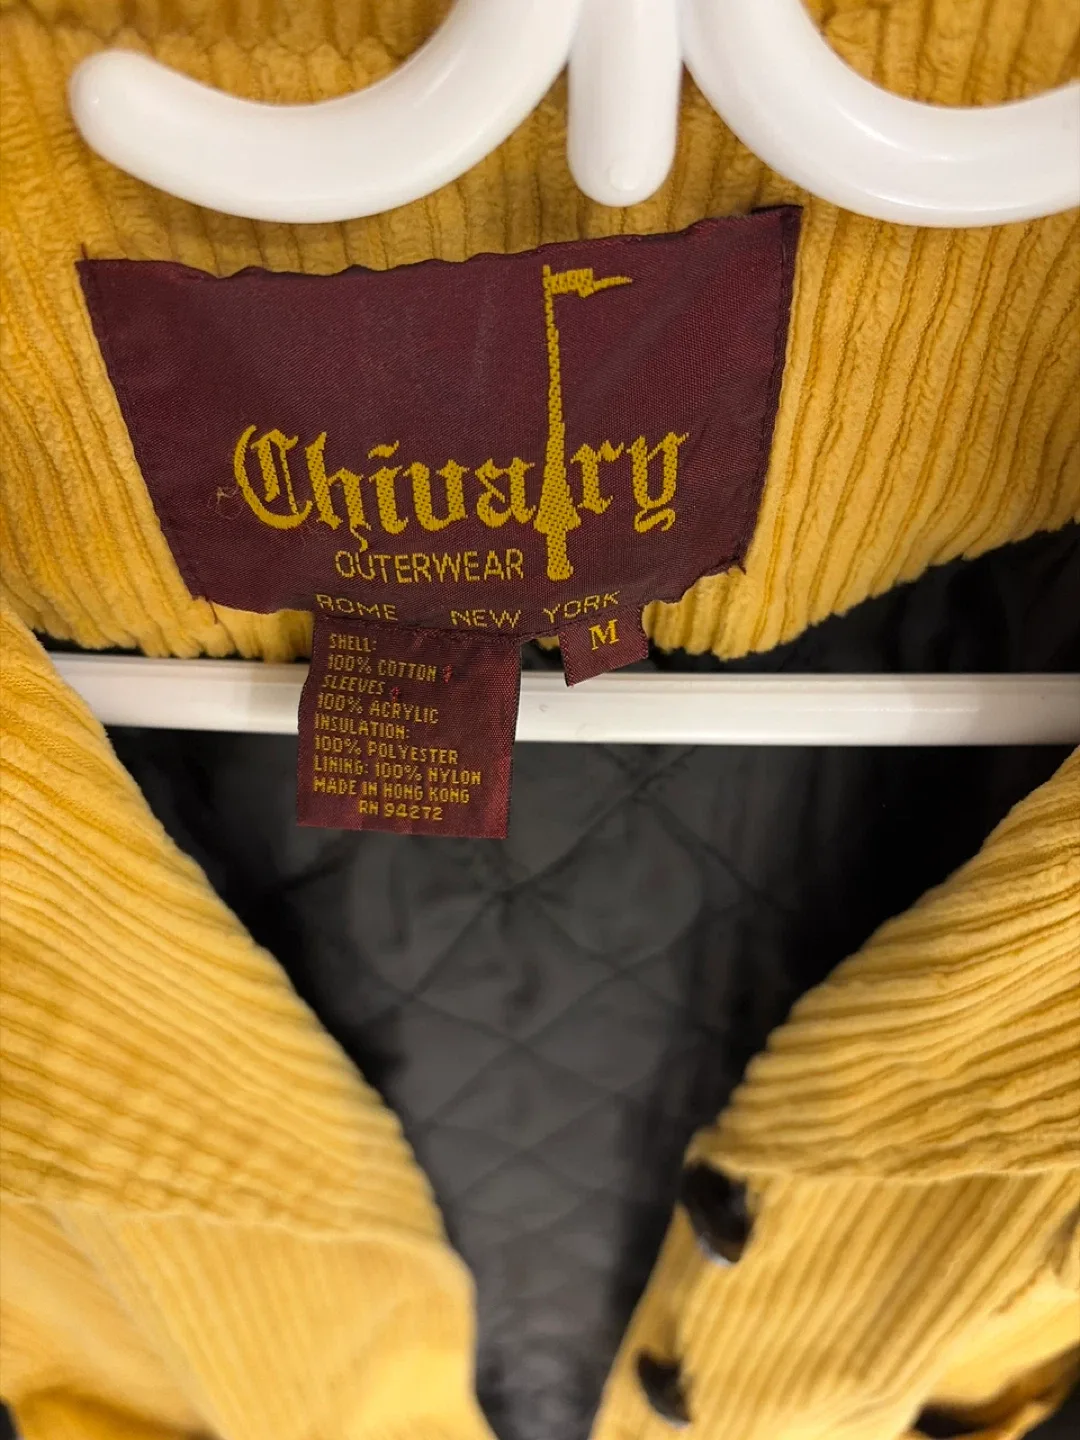 Chivalry
OUTERWEAR
ROME NEW YORK
M
SHELL:
100% COTTON
SLEEVES
100% ACRYLIC
INSULATION:
100% POLYESTER
LINING: 100% NYLON
MADE IN HONG KONG
RN 94272